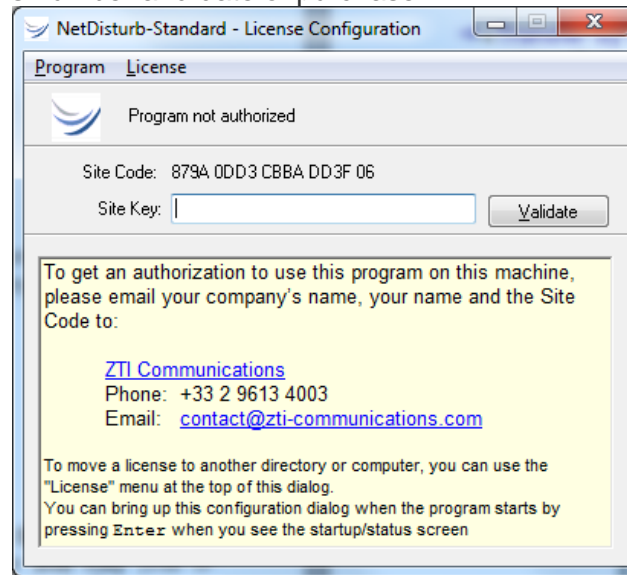 NetDisturb-Standard - License Configuration
Program License
Program not authorized
Site Code: 879A 0DD3 CBBA DD3F 06
Site Key:
Validate
To get an authorization to use this program on this machine,
please email your company's name, your name and the Site
Code to:
ZTI Communications
Phone: +33 2 9613 4003
Email: contact@zti-communications.com
To move a license to another directory or computer, you can use the
"License" menu at the top of this dialog.
You can bring up this configuration dialog when the program starts by
pressing Enter when you see the startup/status screen